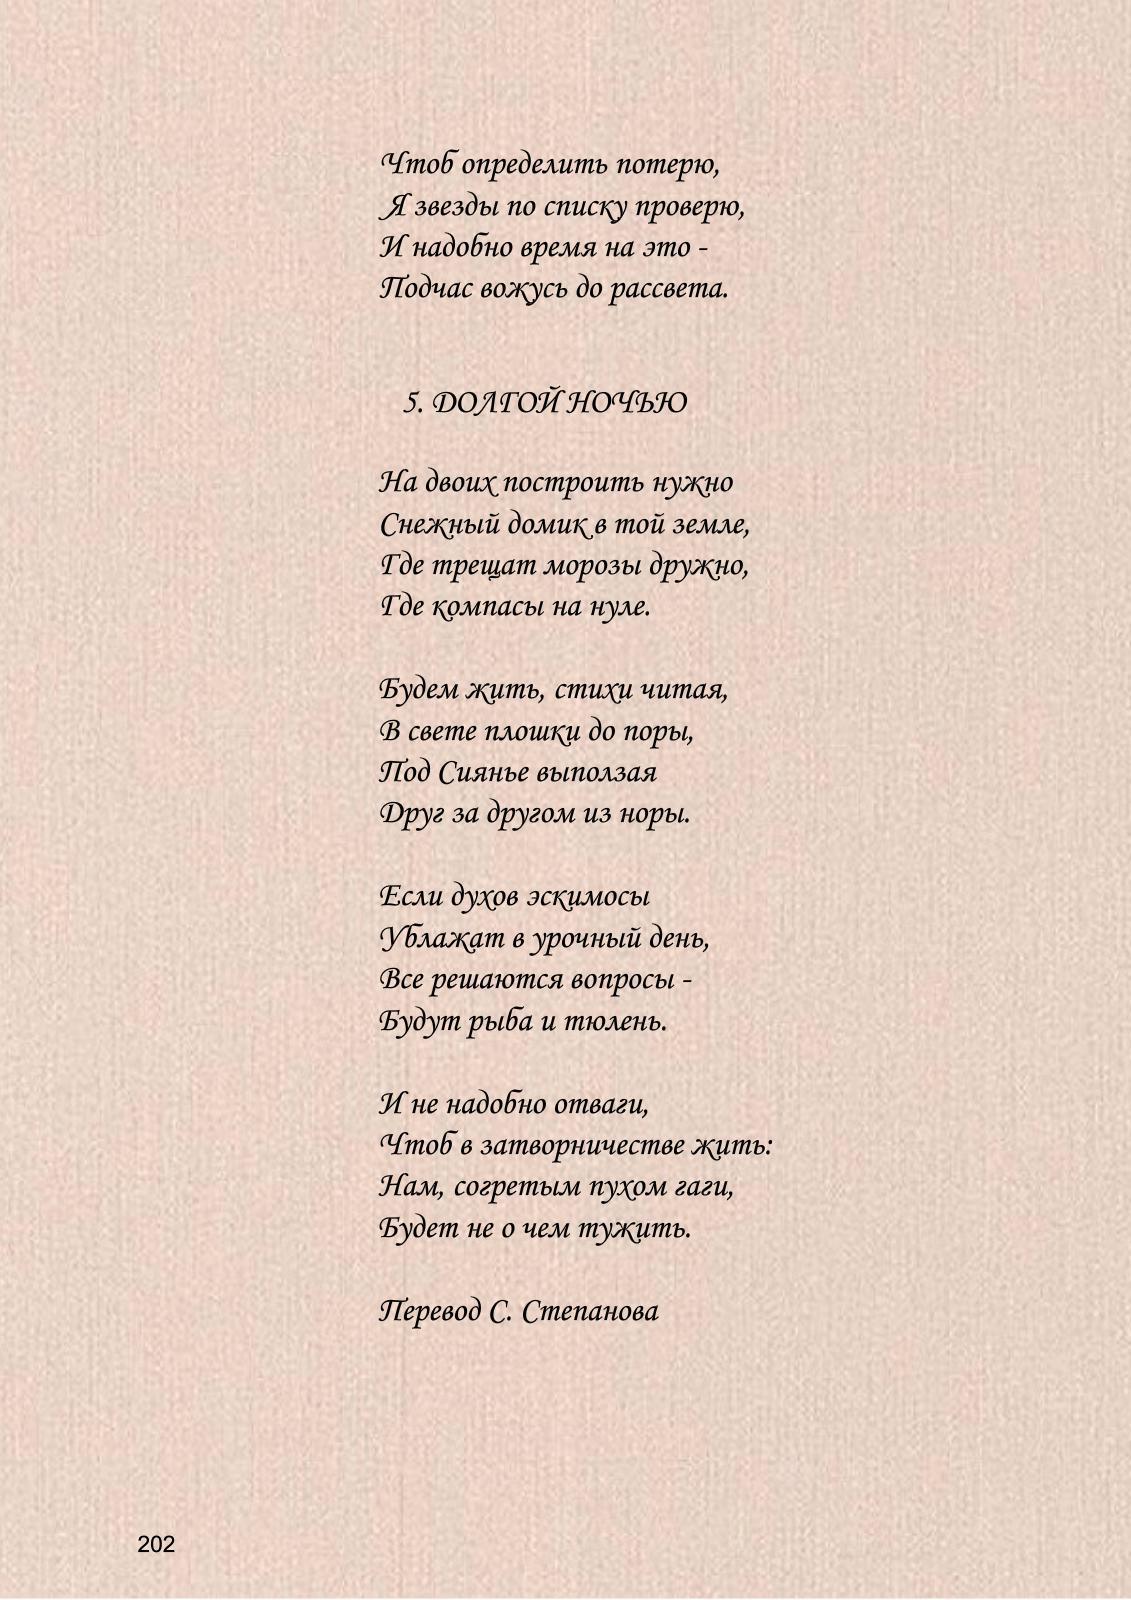 Чтоб определить потерю,
Я звезды по списку проверю,
И надобно время на это -
Подчас вожусь до рассвета.
5. ДОЛГОЙ НОЧЬЮ
На двоих построить нужно
Снежный домик в той земле,
Где трещат морозы дружно,
Где компасы на нуле.
Будем жить, стихи читая,
В свете плошки до поры,
Под Сиянье выползая
Друг за другом из норы.
Если духов эскимосы
Ублажат в урочный день,
Все решаются вопросы -
Будут рыба и тюлень.
И не надобно отваги,
Чтоб в затворничестве жить:
Нам, согретым пухом гаги,
Будет не о чем тужить.
Перевод С. Степанова
202